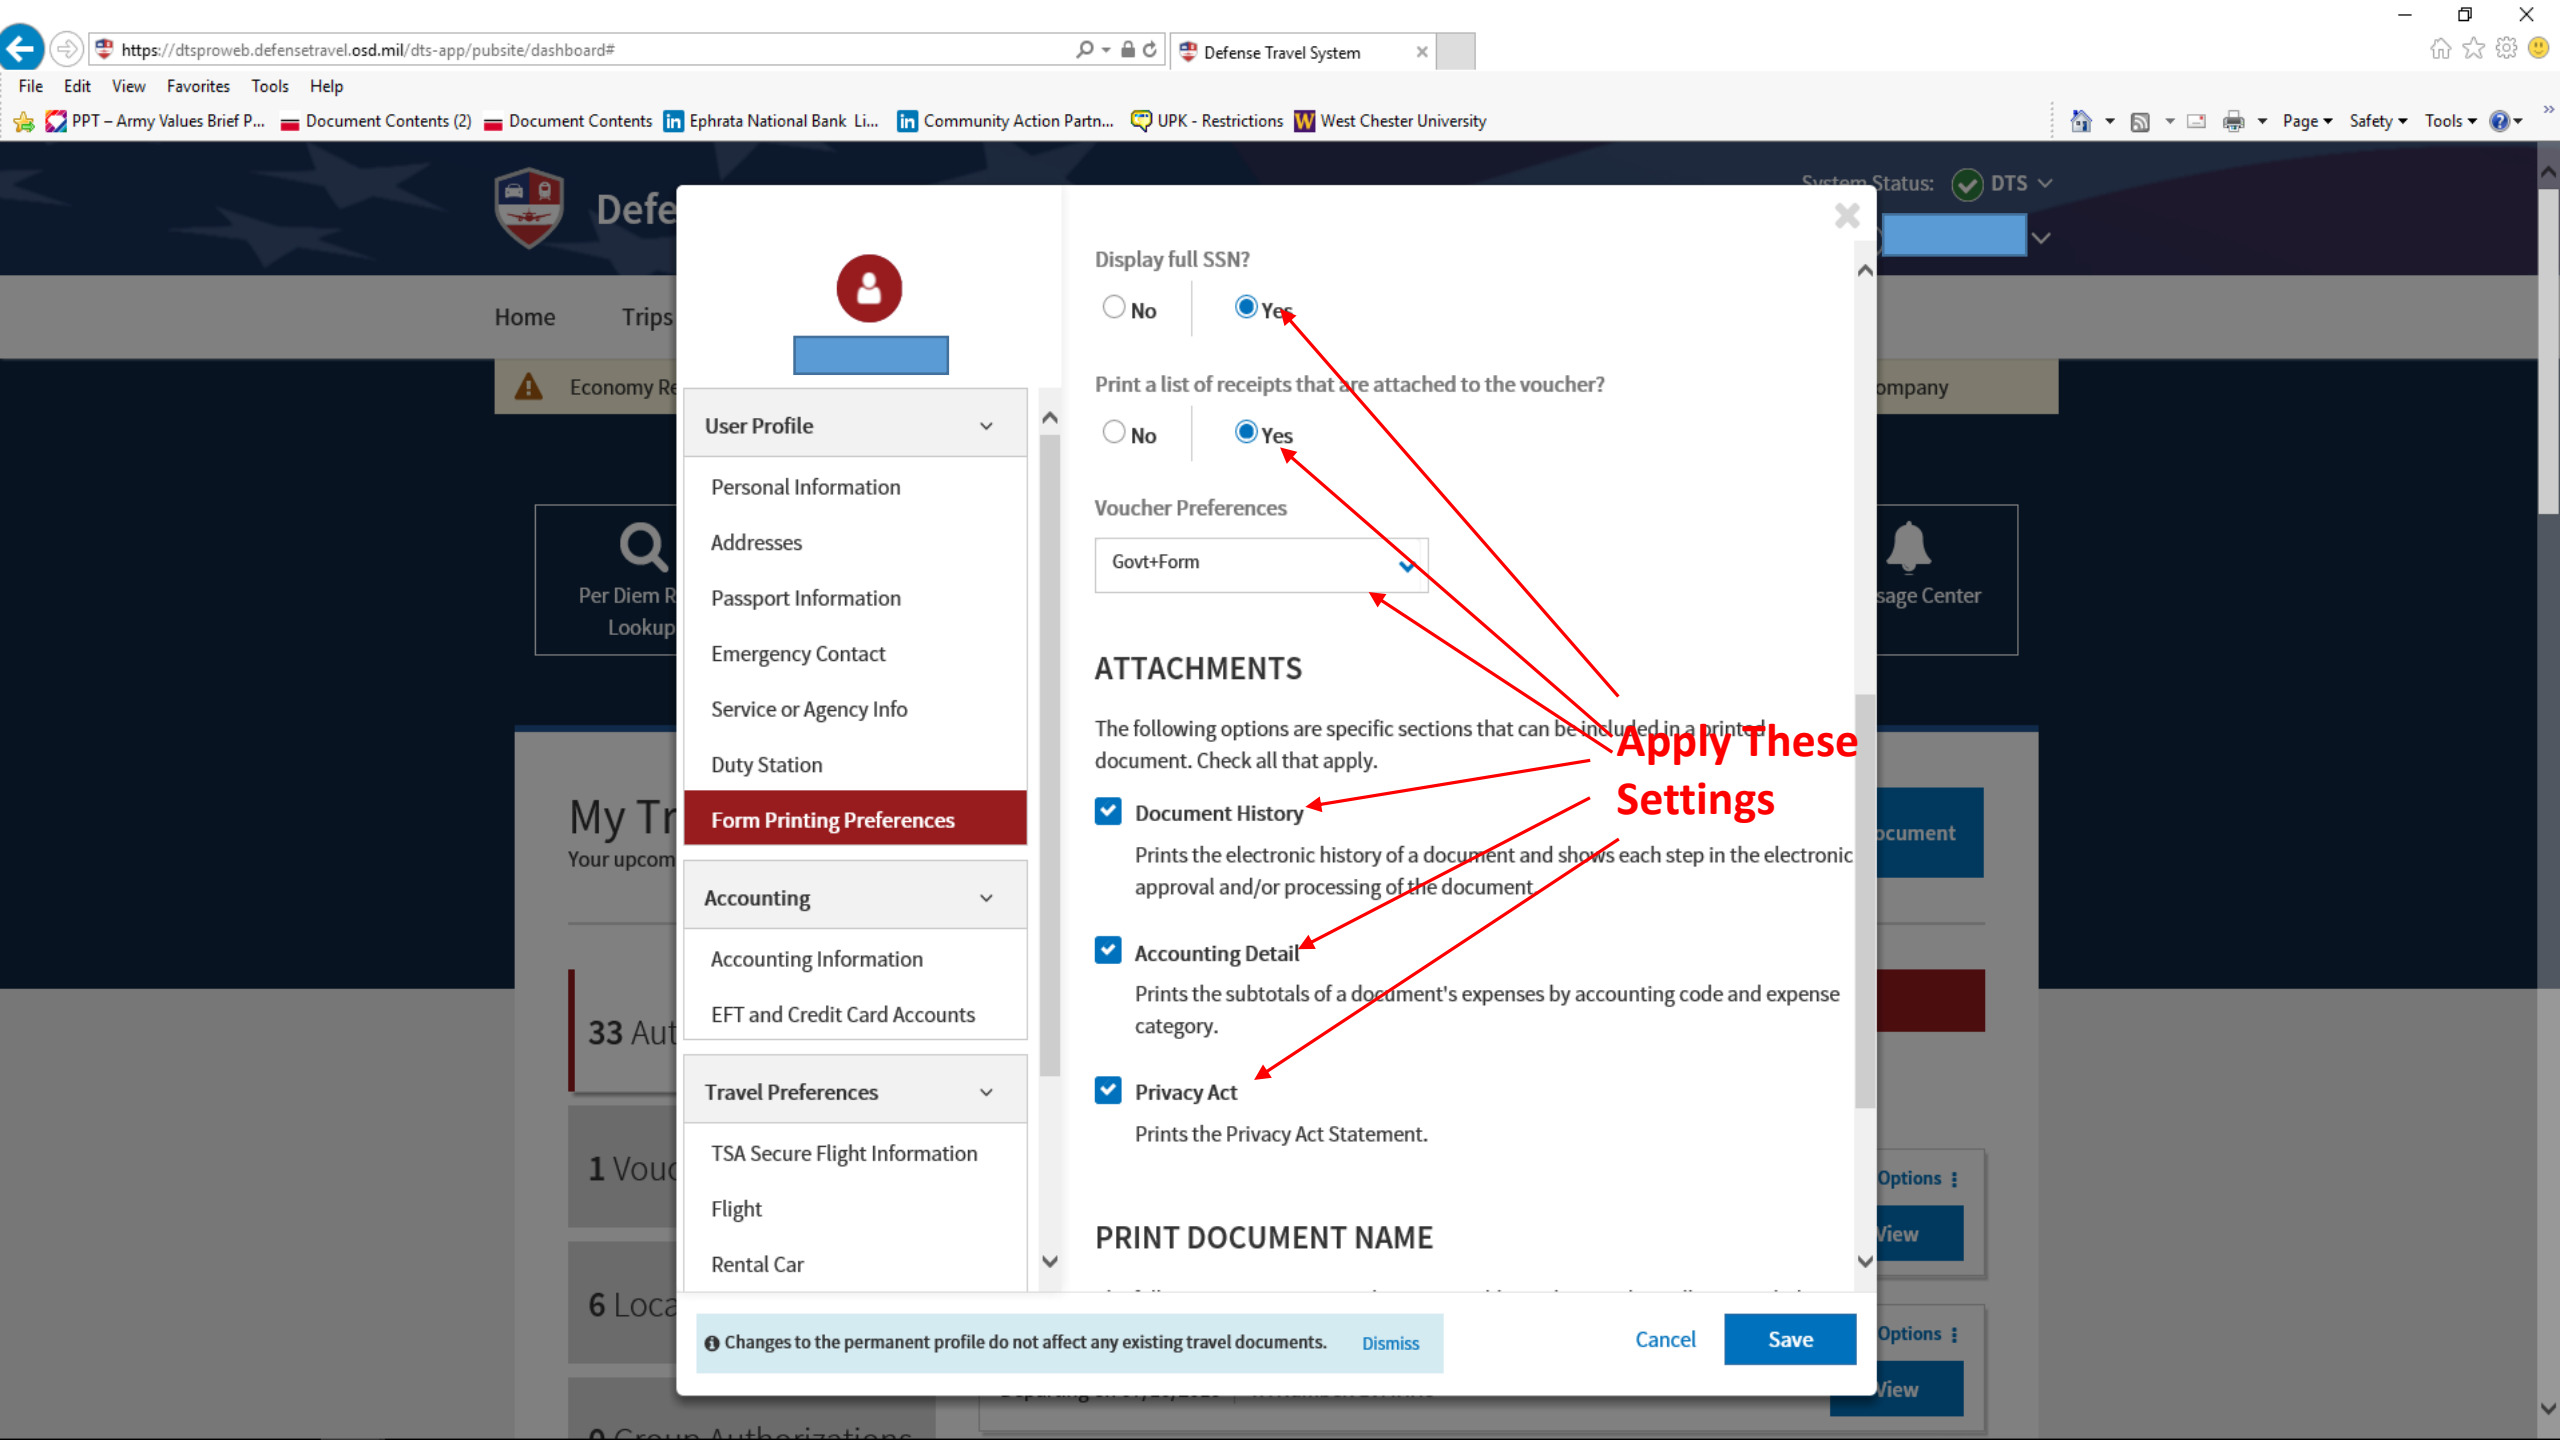 https://dtsproweb.defensetravel.osd.mil/dts-app/pubsite/dashboard#
Defense Travel System
File Edit View Favorites Tools Help
PPT – Army Values Brief P... Document Contents (2) Document Contents Ephrata National Bank Li... Community Action Partn... UPK - Restrictions West Chester University
Page Safety Tools
System Status: DTS
Defe
Home Trips
Economy Re
ompany
Per Diem R
Lookup
sage Center
My Tr
Your upcom
ocument
33 Aut
1 Vouc
6 Loca
0 Group Authorizations
Options
View
Options
View
User Profile
Personal Information
Addresses
Passport Information
Emergency Contact
Service or Agency Info
Duty Station
Form Printing Preferences
Accounting
Accounting Information
EFT and Credit Card Accounts
Travel Preferences
TSA Secure Flight Information
Flight
Rental Car
Display full SSN?
No Yes
Print a list of receipts that are attached to the voucher?
No Yes
Voucher Preferences
Govt+Form
ATTACHMENTS
The following options are specific sections that can be included in a printed
document. Check all that apply.
Apply These
Settings
Document History
Prints the electronic history of a document and shows each step in the electronic
approval and/or processing of the document.
Accounting Detail
Prints the subtotals of a document's expenses by accounting code and expense
category.
Privacy Act
Prints the Privacy Act Statement.
PRINT DOCUMENT NAME
Changes to the permanent profile do not affect any existing travel documents. Dismiss
Cancel Save